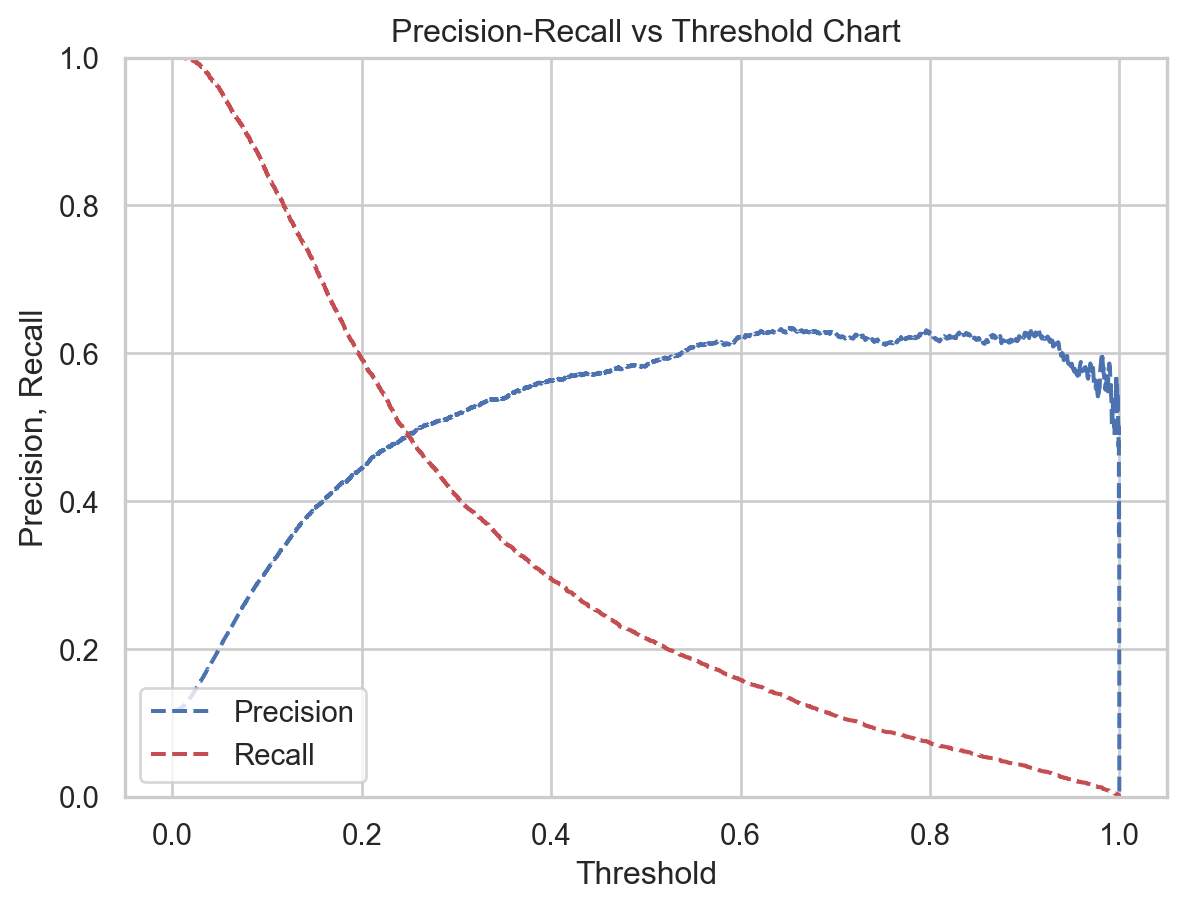 Precision-Recall vs Threshold Chart
1.0
0.8
0.6
0.4
0.2
0.0
Precision, Recall
Precision
Recall
0.0 0.2 0.4 0.6 0.8 1.0
Threshold